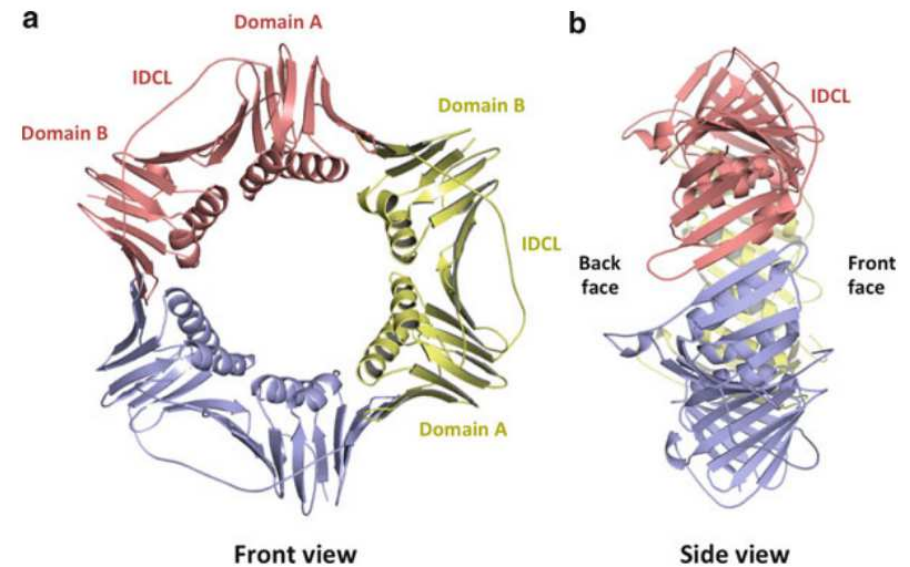 a
Domain A
IDCL
Domain B
Domain B
IDCL
Domain A
Front view
b
IDCL
Back
face
Front
face
Side view